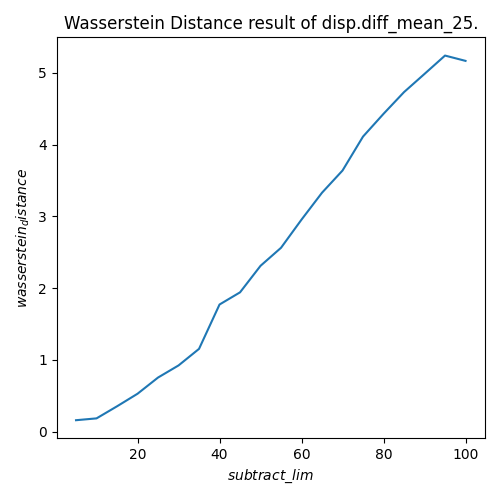 Wasserstein Distance result of disp.diff_mean_25.
5
4
3
2
1
0
wasserstein_distance
20 40 60 80 100
subtract_lim